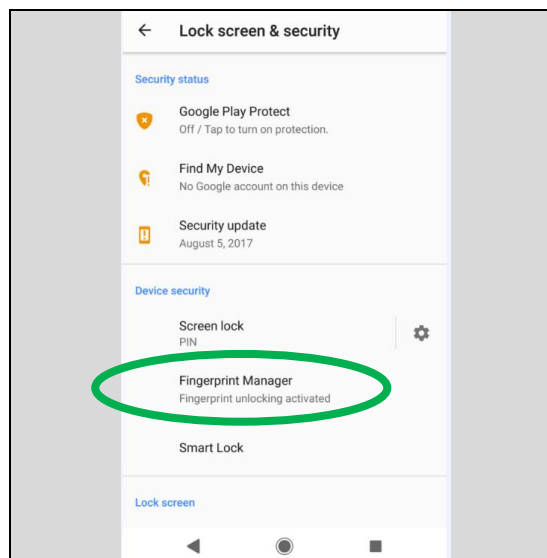 Lock screen & security
Security status
Google Play Protect
Off / Tap to turn on protection.
Find My Device
No Google account on this device
Security update
August 5, 2017
Device security
Screen lock
PIN
Fingerprint Manager
Fingerprint unlocking activated
Smart Lock
Lock screen